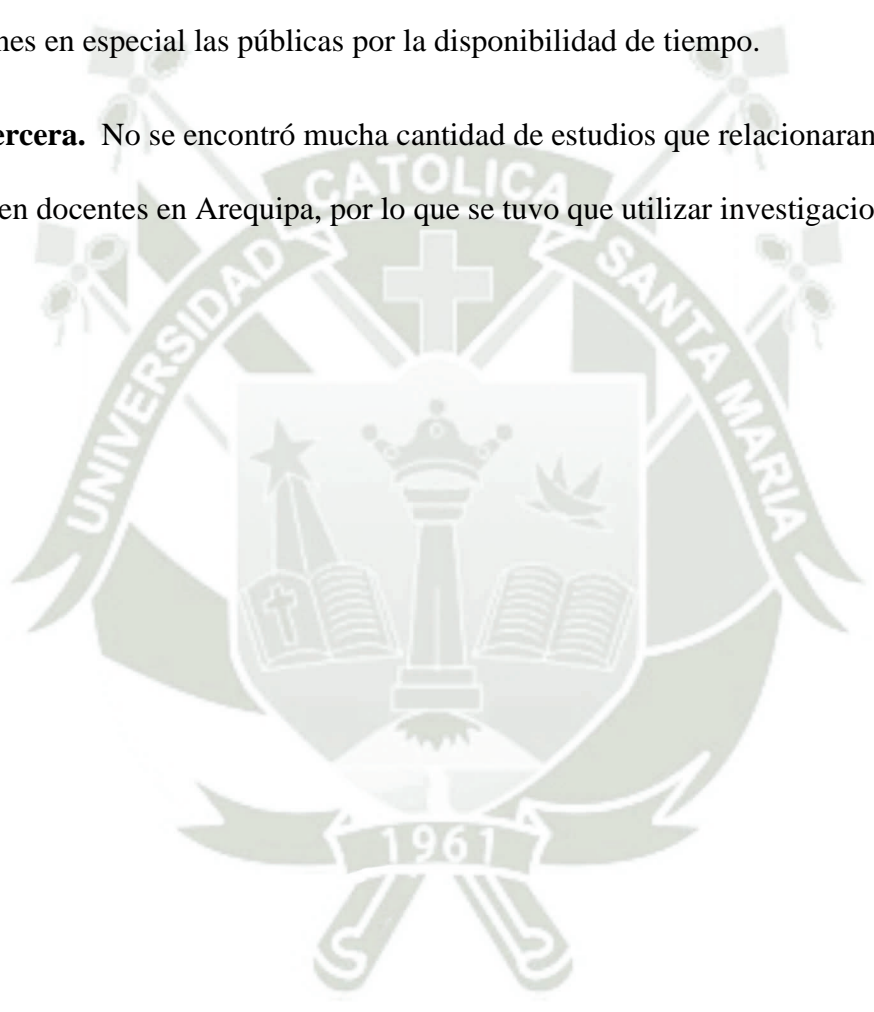 nes en especial las públicas por la disponibilidad de tiempo.
ercera. No se encontró mucha cantidad de estudios que relacionaran
en docentes en Arequipa, por lo que se tuvo que utilizar investigacio
UNIVERSIDAD CATOLICA SANTA MARIA
1961